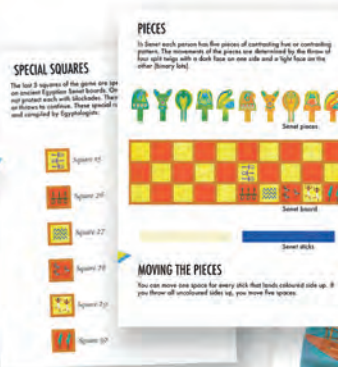 SPECIAL SQUARES
The last 5 squares of the game are
on ancient Egyptian Senet boards.
not protect each with blockades.
on throws to continue. These special
and compiled by Egyptologists.
Square 15
Square 26
Square 27
Square 28
Square 29
Square 30
PIECES
In Senet each person has five pieces of contrasting hue or contrasting
pattern. The movements of the pieces are determined by the throw of
four split twigs with a dark face on one side and a light face on the
other (binary lots).
Senet pieces
Senet board
Senet sticks
MOVING THE PIECES
You can move one space for every stick that lands coloured side up. If
you throw all uncoloured sides up, you move five spaces.